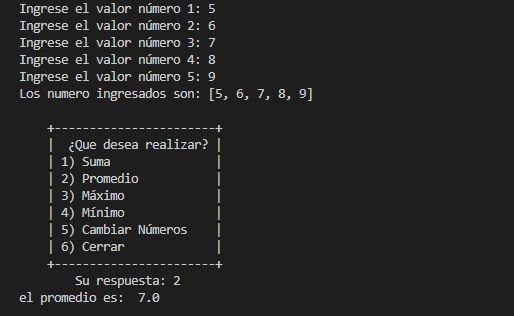 Ingrese el valor número 1: 5
Ingrese el valor número 2: 6
Ingrese el valor número 3: 7
Ingrese el valor número 4: 8
Ingrese el valor número 5: 9
Los numero ingresados son: [5, 6, 7, 8, 9]
+-----------------------+
|  ¿Que desea realizar? |
| 1) Suma               |
| 2) Promedio           |
| 3) Máximo             |
| 4) Mínimo             |
| 5) Cambiar Números    |
| 6) Cerrar             |
+-----------------------+
Su respuesta: 2
el promedio es:  7.0